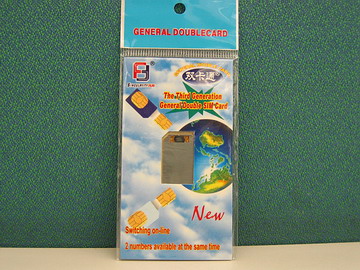 GENERAL DOUBLECARD
双卡通
The Third Generation
General Double SIM Card
New
Switching on-line
2 numbers available at the same time